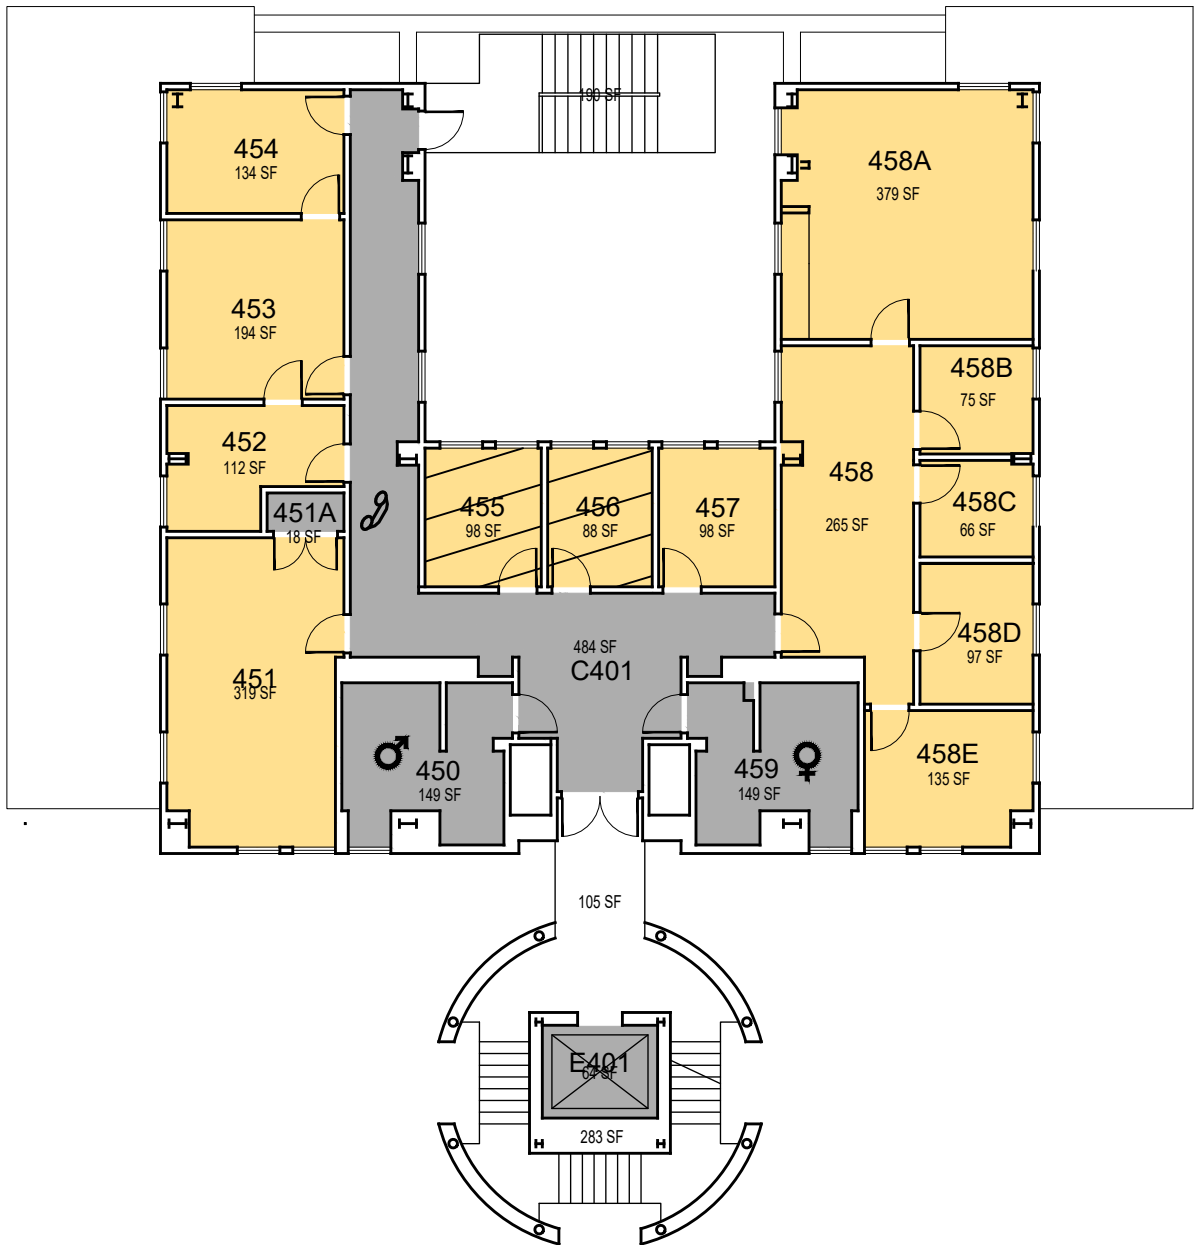 190 SF
454
134 SF
458A
379 SF
453
194 SF
458B
75 SF
452
112 SF
458
265 SF
458C
66 SF
451A
18 SF
455
98 SF
456
88 SF
457
98 SF
458D
97 SF
484 SF
C401
451
319 SF
450
149 SF
459
149 SF
458E
135 SF
105 SF
E401
64 SF
283 SF